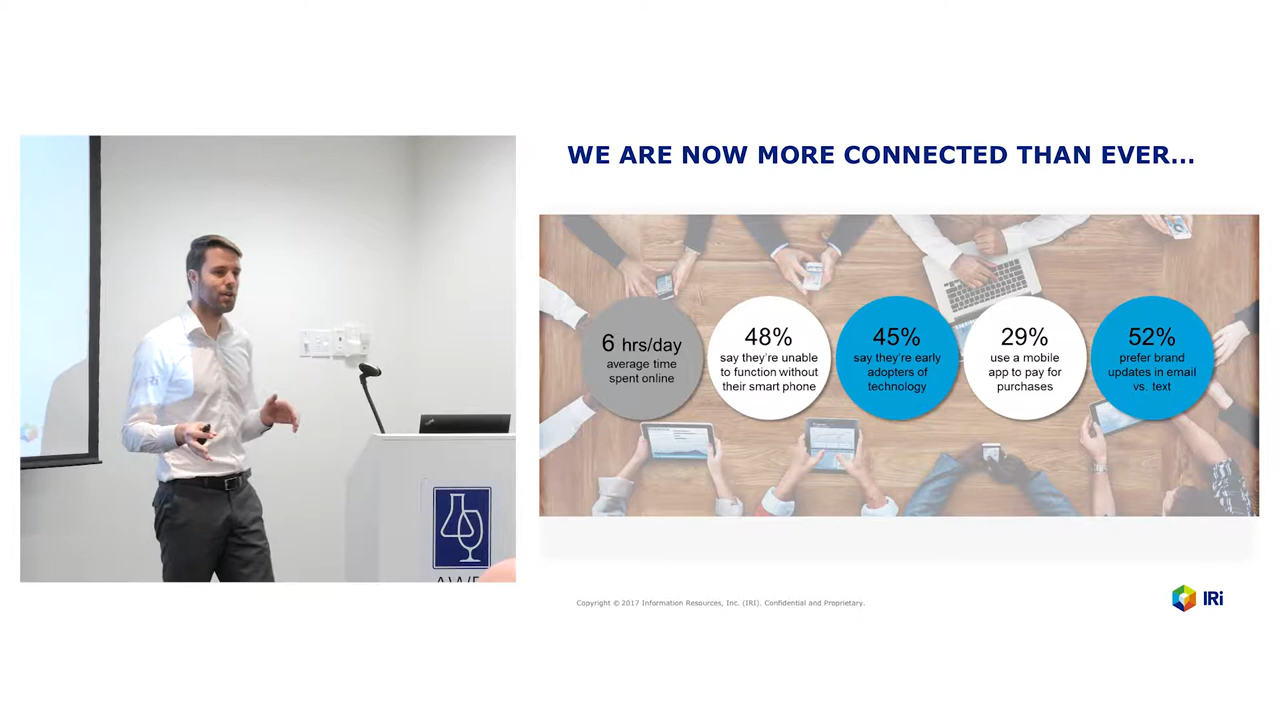 WE ARE NOW MORE CONNECTED THAN EVER...
6 hrs/day
average time
spent online
48%
say they're unable
to function without
their smart phone
45%
say they're early
adopters of
technology
29%
use a mobile
app to pay for
purchases
52%
prefer brand
updates in email
vs. text
Copyright © 2017 Information Resources, Inc. (IRI). Confidential and Proprietary.
IRi